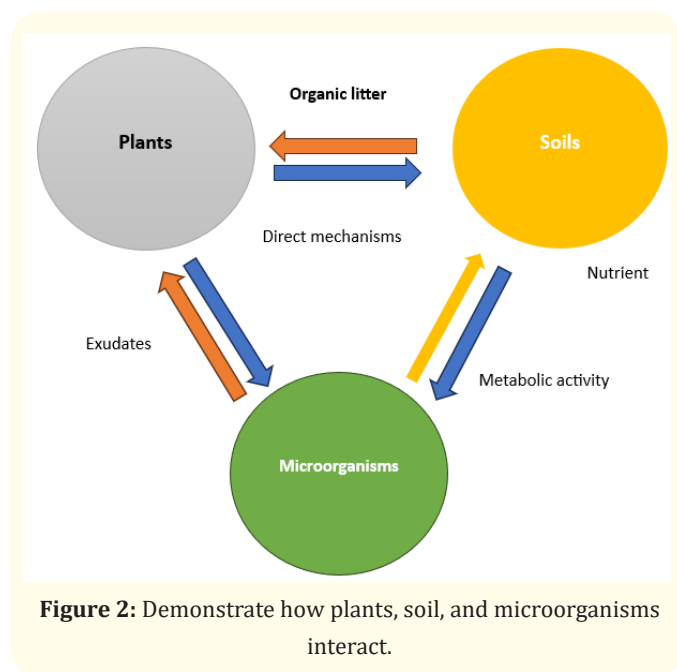 Organic litter
Plants
Soils
Direct mechanisms
Nutrient
Exudates
Metabolic activity
Microorganisms
Figure 2: Demonstrate how plants, soil, and microorganisms
interact.